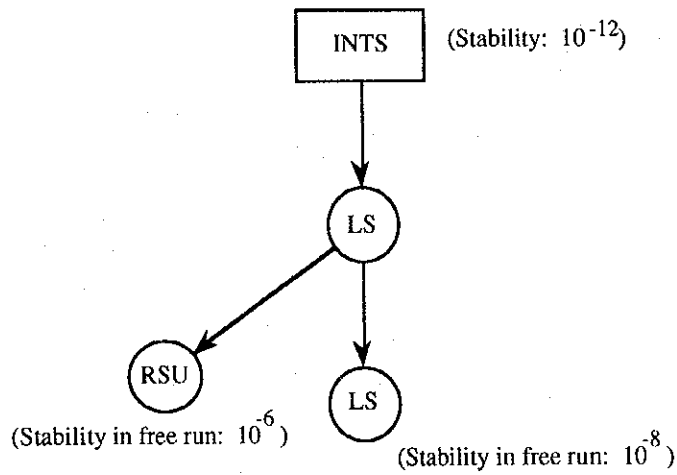 INTS
(Stability: 10⁻¹²)
LS
RSU
LS
(Stability in free run: 10⁻⁶)
(Stability in free run: 10⁻⁸)